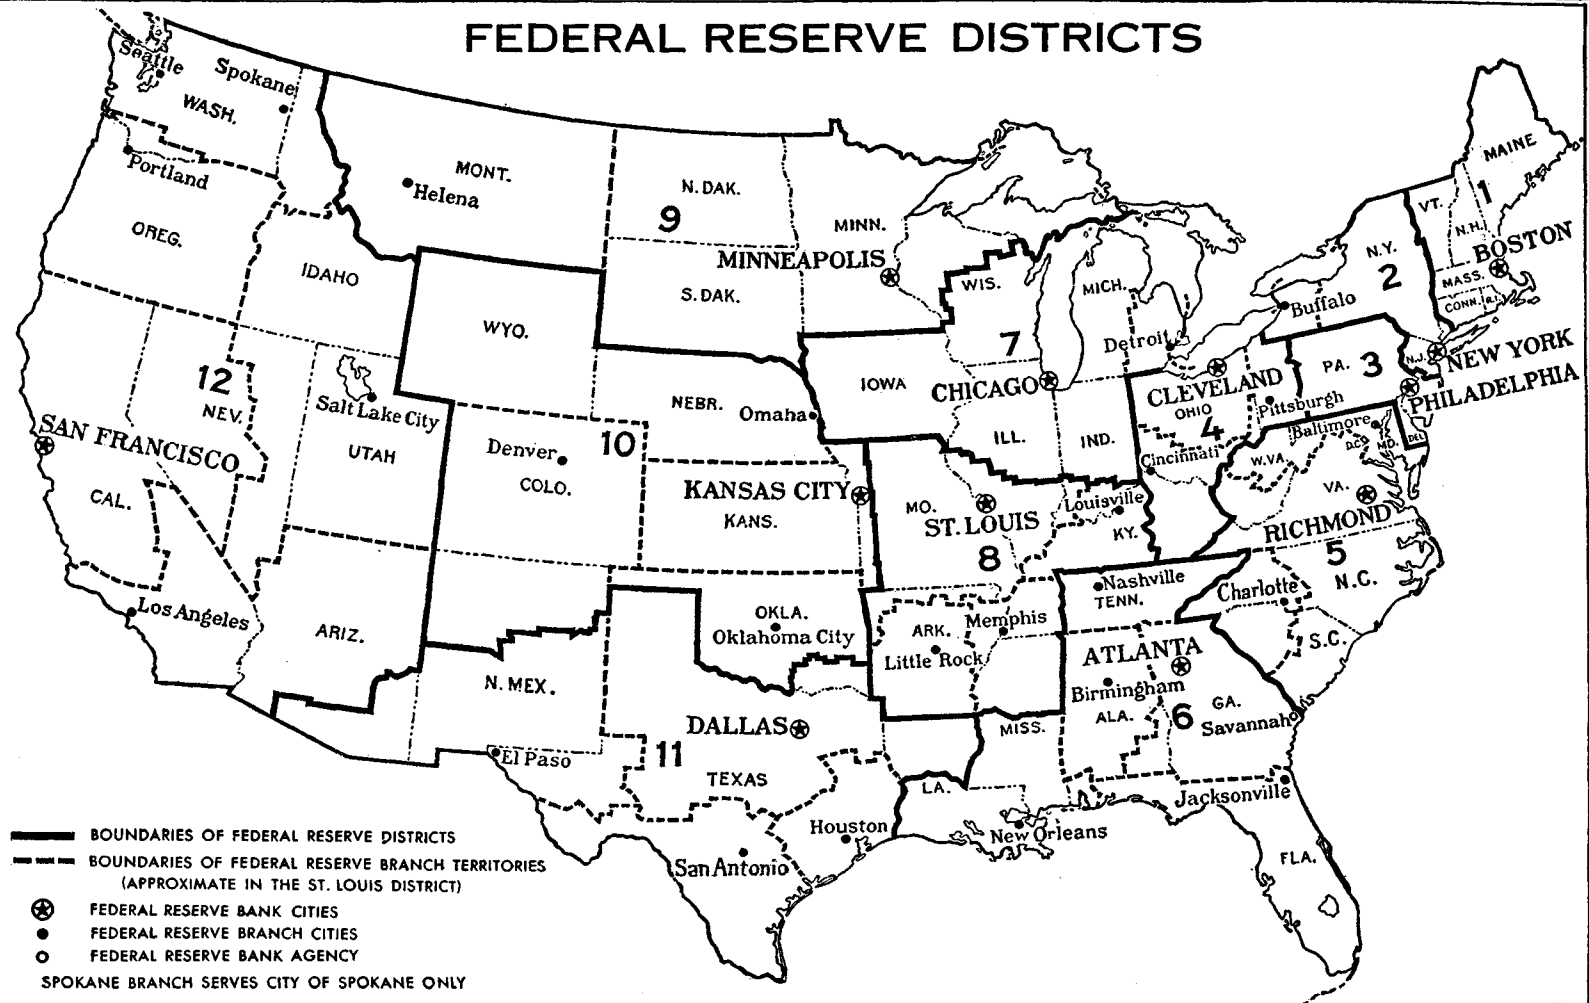 FEDERAL RESERVE DISTRICTS
Seattle
Spokane
WASH.
Portland
OREG.
MONT.
Helena
IDAHO
N. DAK.
9
MINN.
MINNEAPOLIS
S. DAK.
WYO.
WIS.
MICH.
7
Detroit
MAINE
VT.
1
N.H.
BOSTON
MASS.
CONN.
R.I.
N.Y.
2
Buffalo
NEW YORK
N.J.
PA.
3
PHILADELPHIA
12
NEV.
SAN FRANCISCO
CAL.
Salt Lake City
UTAH
NEBR.
Omaha
IOWA
CHICAGO
ILL.
IND.
CLEVELAND
OHIO
4
Pittsburgh
Cincinnati
Baltimore
D.C.
MD.
DEL.
W.VA.
VA.
RICHMOND
5
10
Denver
COLO.
KANSAS CITY
KANS.
MO.
ST. LOUIS
8
Louisville
KY.
Nashville
TENN.
Charlotte
N.C.
S.C.
Los Angeles
ARIZ.
N. MEX.
OKLA.
Oklahoma City
ARK.
Memphis
Little Rock
ATLANTA
Birmingham
ALA.
6
GA.
Savannah
MISS.
DALLAS
11
El Paso
TEXAS
LA.
Houston
San Antonio
New Orleans
Jacksonville
FLA.
BOUNDARIES OF FEDERAL RESERVE DISTRICTS
BOUNDARIES OF FEDERAL RESERVE BRANCH TERRITORIES
(APPROXIMATE IN THE ST. LOUIS DISTRICT)
FEDERAL RESERVE BANK CITIES
FEDERAL RESERVE BRANCH CITIES
FEDERAL RESERVE BANK AGENCY
SPOKANE BRANCH SERVES CITY OF SPOKANE ONLY